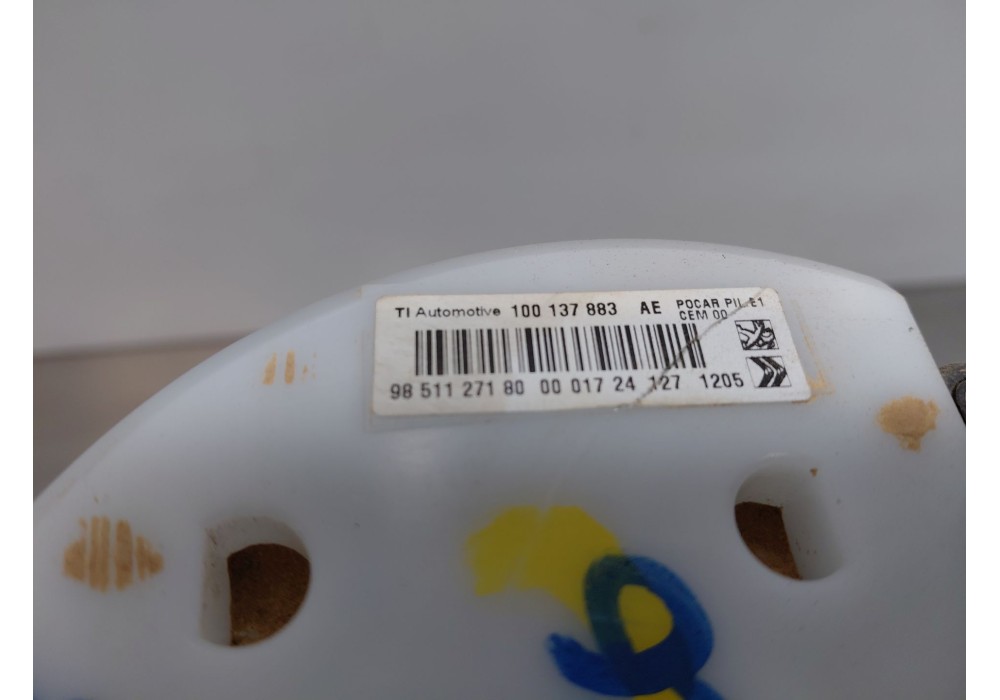 TI Automotive 100 137 883 AE POCAR PIL E1
CEM 00
98 511 271 80 00 017 24 127 1205